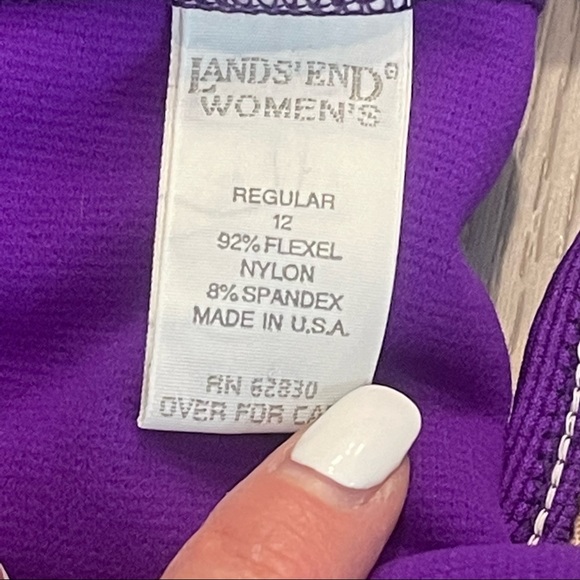 LANDS' END®
WOMEN'S
REGULAR
12
92% FLEXEL
NYLON
8% SPANDEX
MADE IN U.S.A.
RN 62830
OVER FOR